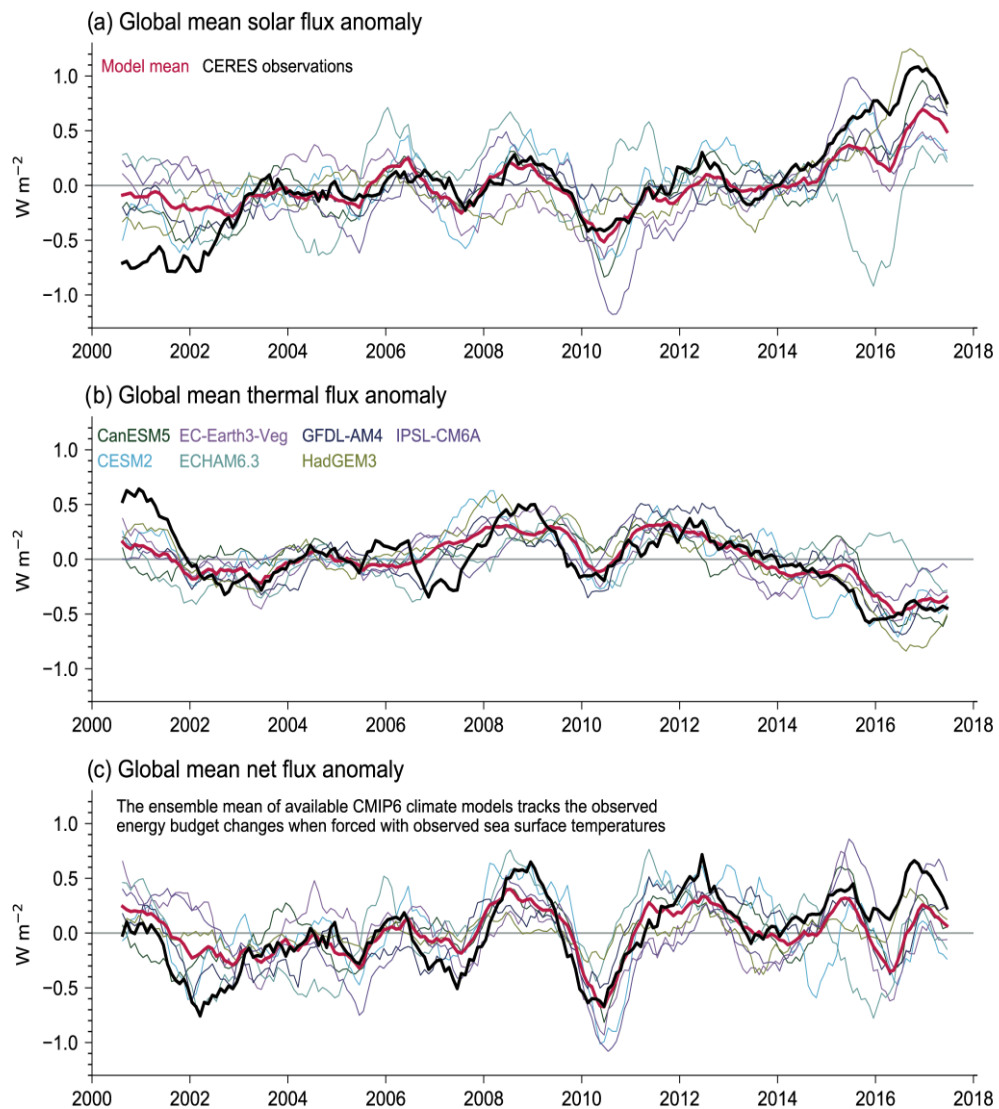 (a) Global mean solar flux anomaly
Model mean CERES observations
W m−2
1.0
0.5
0.0
−0.5
−1.0
2000 2002 2004 2006 2008 2010 2012 2014 2016 2018
(b) Global mean thermal flux anomaly
CanESM5 EC-Earth3-Veg GFDL-AM4 IPSL-CM6A
CESM2 ECHAM6.3 HadGEM3
W m−2
1.0
0.5
0.0
−0.5
−1.0
2000 2002 2004 2006 2008 2010 2012 2014 2016 2018
(c) Global mean net flux anomaly
The ensemble mean of available CMIP6 climate models tracks the observed
energy budget changes when forced with observed sea surface temperatures
W m−2
1.0
0.5
0.0
−0.5
−1.0
2000 2002 2004 2006 2008 2010 2012 2014 2016 2018